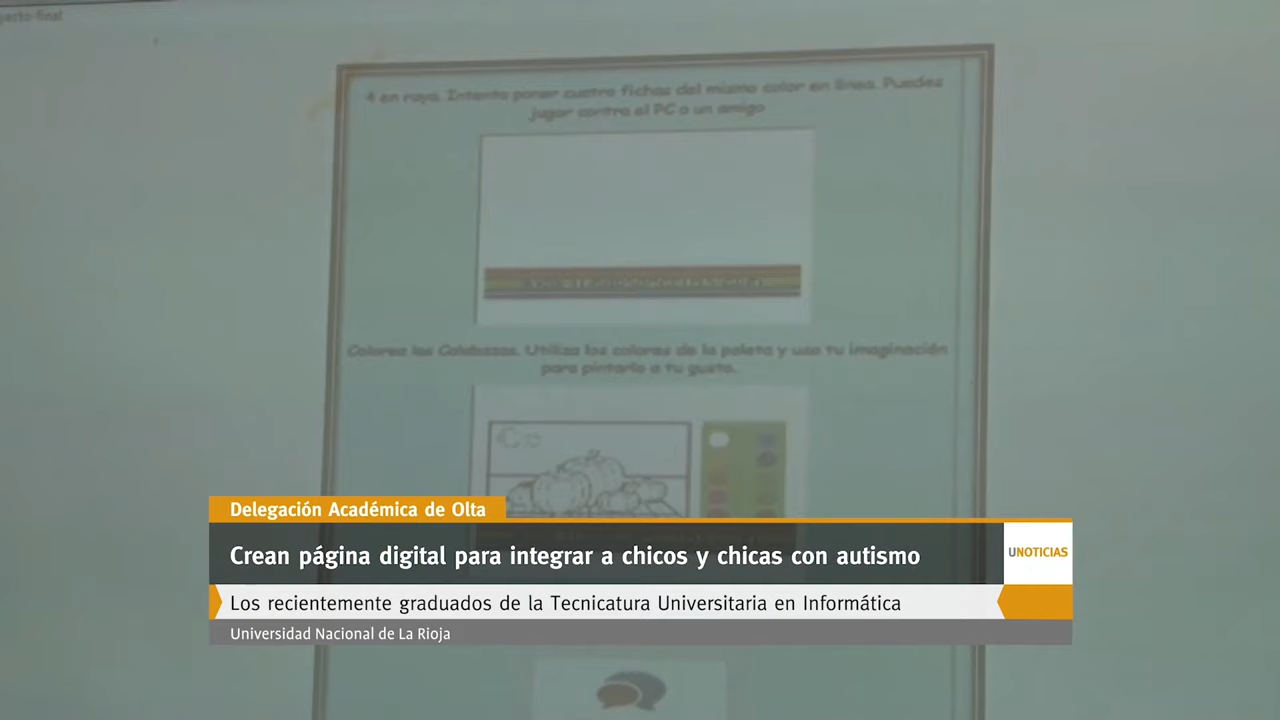 yecto-final
4 en raya. Intenta poner cuatro fichas del mismo color en linea. Puedes
jugar contra el PC o un amigo
Colorea las Calabazas. Utiliza los colores de la paleta y usa tu imaginación
para pintarlo a tu gusto.
Delegación Académica de Olta
Crean página digital para integrar a chicos y chicas con autismo
UNOTICIAS
Los recientemente graduados de la Tecnicatura Universitaria en Informática
Universidad Nacional de La Rioja